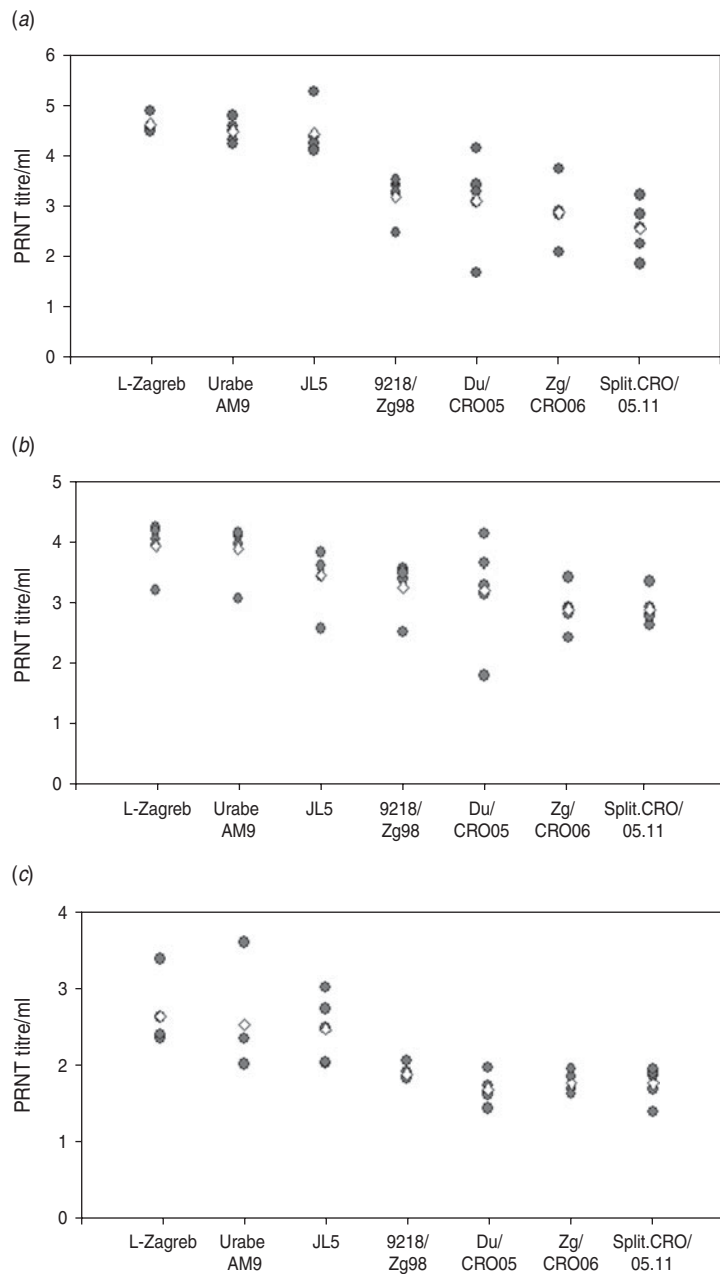 (a)
6
5
4
3
2
1
0
PRNT titre/ml
L-Zagreb Urabe AM9 JL5 9218/Zg98 Du/CRO05 Zg/CRO06 Split.CRO/05.11
(b)
5
4
3
2
1
0
PRNT titre/ml
L-Zagreb Urabe AM9 JL5 9218/Zg98 Du/CRO05 Zg/CRO06 Split.CRO/05.11
(c)
4
3
2
1
0
PRNT titre/ml
L-Zagreb Urabe AM9 JL5 9218/Zg98 Du/CRO05 Zg/CRO06 Split.CRO/05.11